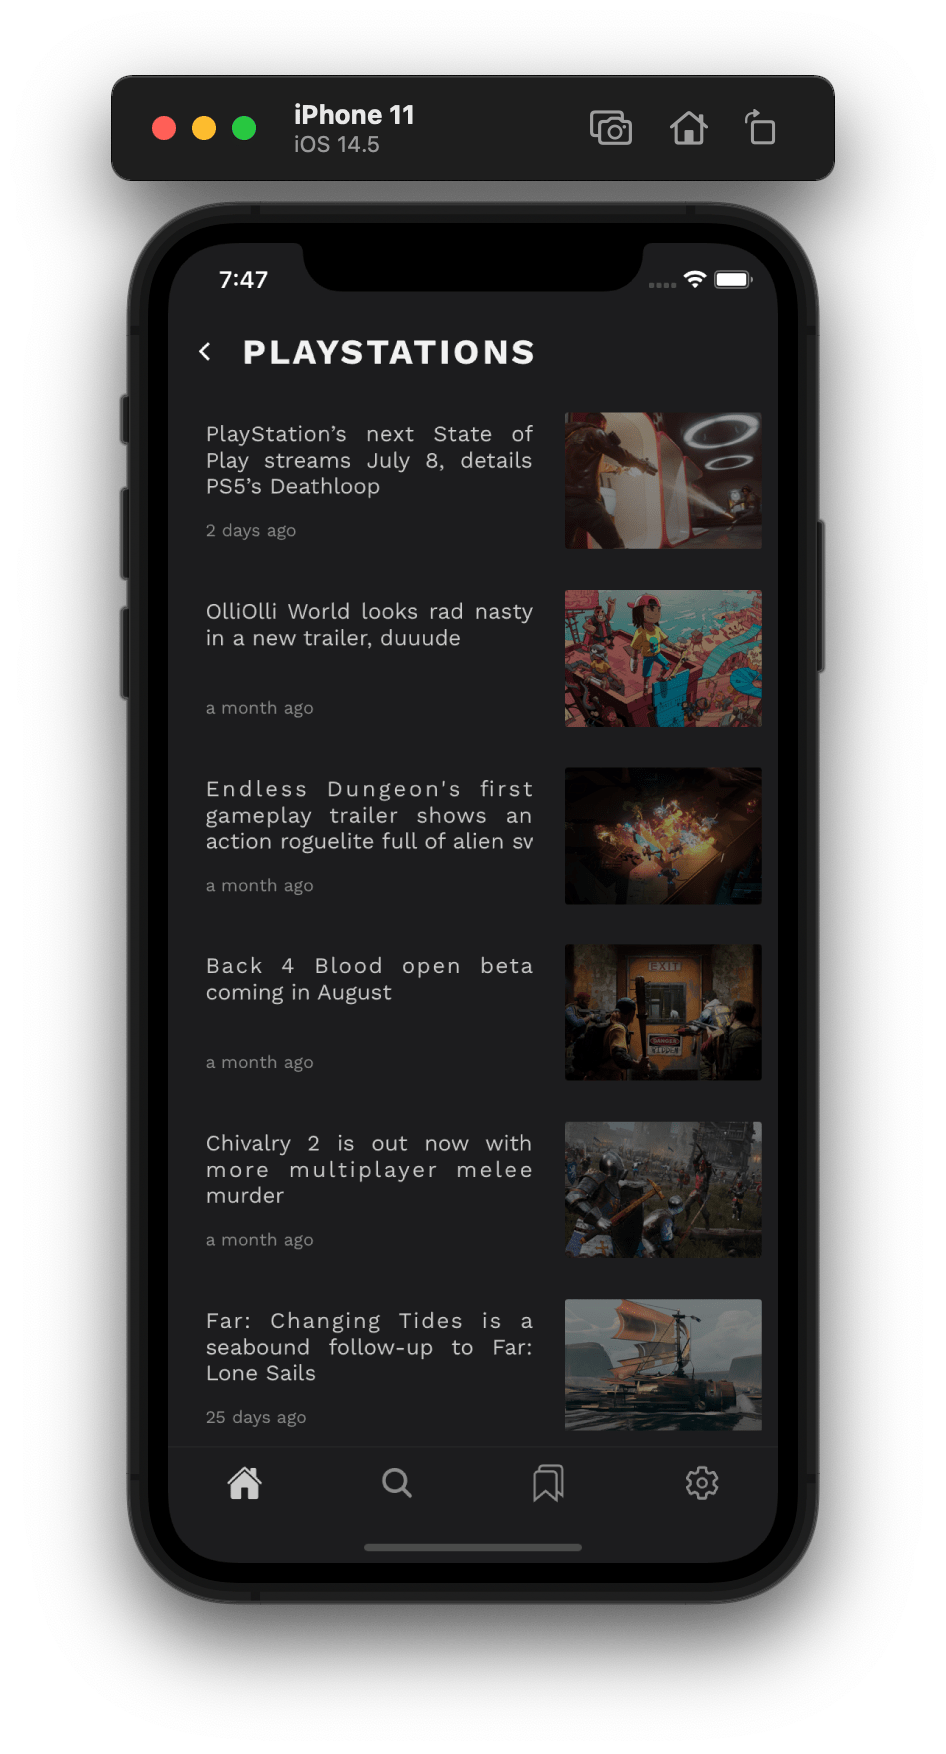 iPhone 11
iOS 14.5
7:47
PLAYSTATIONS
PlayStation’s next State of
Play streams July 8, details
PS5’s Deathloop
2 days ago
OlliOlli World looks rad nasty
in a new trailer, duuude
a month ago
Endless Dungeon's first
gameplay trailer shows an
action roguelite full of alien sw
a month ago
Back 4 Blood open beta
coming in August
a month ago
EXIT
DANGER
Chivalry 2 is out now with
more multiplayer melee
murder
a month ago
Far: Changing Tides is a
seabound follow-up to Far:
Lone Sails
25 days ago